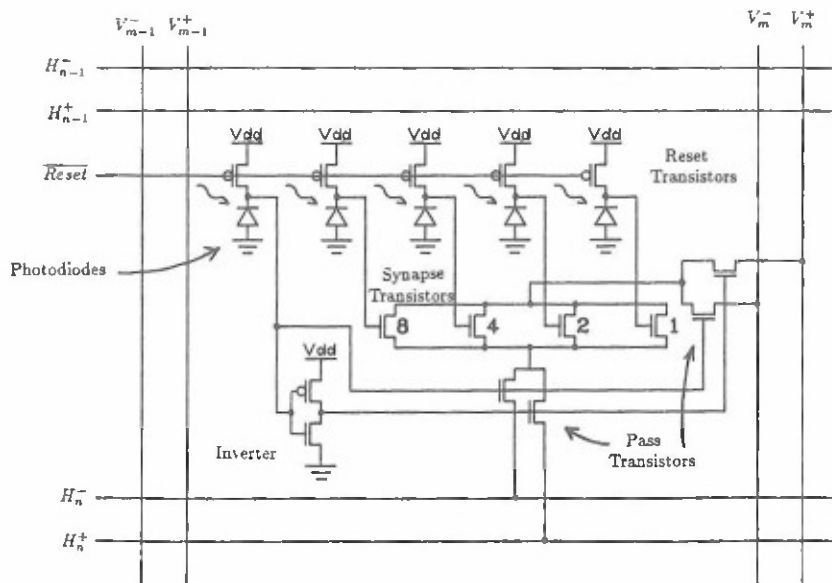 V⁻ₘ₋₁ V⁺ₘ₋₁ V⁻ₘ V⁺ₘ
H⁻ₙ₋₁
H⁺ₙ₋₁
Vdd Vdd Vdd Vdd Vdd
Reset
Reset
Transistors
Photodiodes
Synapse
Transistors
8 4 2 1
Vdd
Inverter
Pass
Transistors
H⁻ₙ
H⁺ₙ